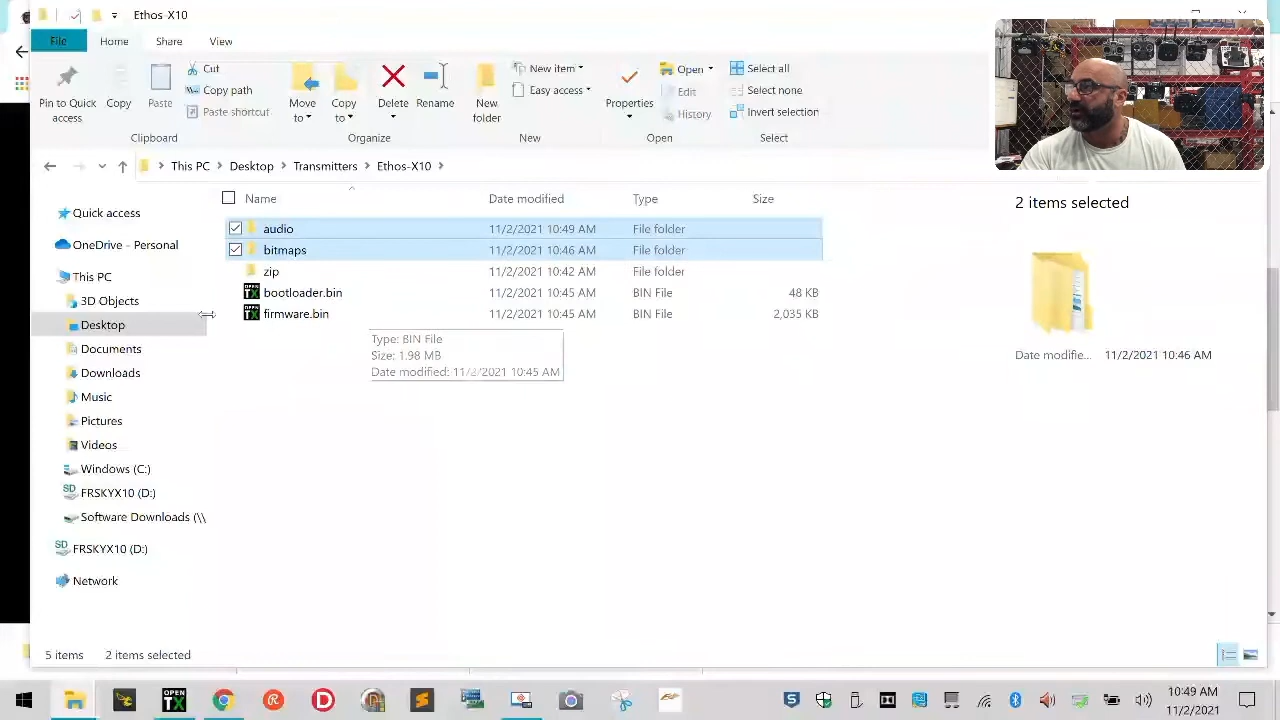 Ethos-X10
File Home Share View
Pin to Quick access
Copy
Paste
Cut
Copy path
Paste shortcut
Clipboard
Move to
Copy to
Delete
Rename
Organize
New folder
New item
Easy access
New
Properties
Open
Edit
History
Open
Select all
Select none
Invert selection
Select
This PC > Desktop > Transmitters > Ethos-X10 >
Name Date modified Type Size
audio 11/2/2021 10:49 AM File folder
bitmaps 11/2/2021 10:46 AM File folder
zip 11/2/2021 10:42 AM File folder
bootloader.bin 11/2/2021 10:45 AM BIN File 48 KB
firmware.bin 11/2/2021 10:45 AM BIN File 2,035 KB
Type: BIN File
Size: 1.98 MB
Date modified: 11/2/2021 10:45 AM
Quick access
OneDrive - Personal
This PC
3D Objects
Desktop
Documents
Downloads
Music
Pictures
Videos
Windows (C:)
FRSKYX10 (D:)
Software Downloads (\\
FRSKYX10 (D:)
Network
2 items selected
Date modifie... 11/2/2021 10:46 AM
5 items 2 items selected
OPEN TX
10:49 AM
11/2/2021